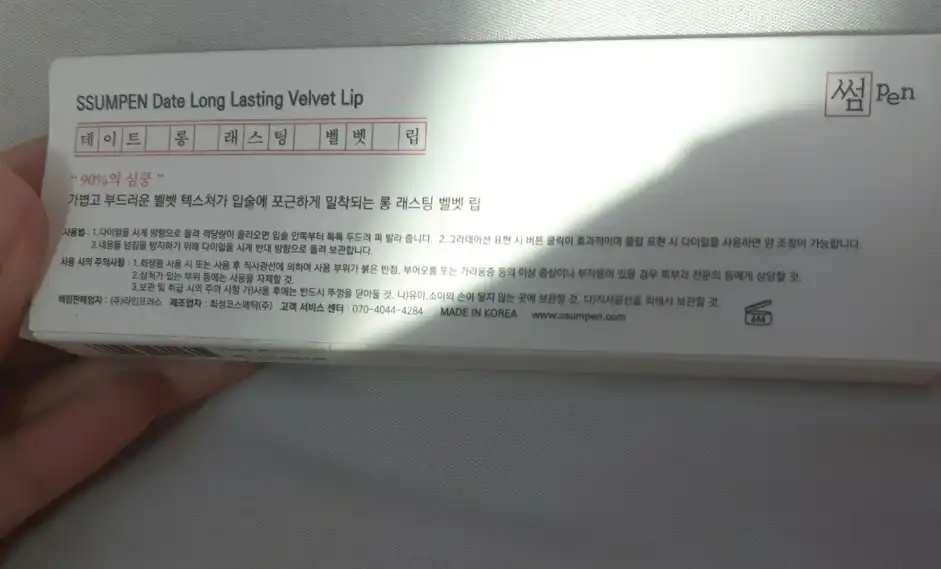 SSUMPEN Date Long Lasting Velvet Lip
썸 Pen
데이트 롱 래스팅 벨벳 립
" 90%의 심쿵 "
가볍고 부드러운 벨벳 텍스처가 입술에 포근하게 밀착되는 롱 래스팅 벨벳 립
사용법 : 1.다이얼을 시계 방향으로 돌려 적당량이 올라오면 입술 안쪽부터 톡톡 두드려 펴 발라 줍니다. 2.그라데이션 표현 시 버튼 클릭이 효과적이며 풀립 표현 시 다이얼을 사용하면 양 조절이 가능합니다.
3.내용물 넘침을 방지하기 위해 다이얼을 시계 반대 방향으로 돌려 보관합니다.
사용 시의 주의사항 : 1.화장품 사용 시 또는 사용 후 직사광선에 의하여 사용 부위가 붉은 반점, 부어오름 또는 가려움증 등의 이상 증상이나 부작용이 있을 경우 피부과 전문의 등에게 상담할 것.
2.상처가 있는 부위 등에는 사용을 자제할 것.
3.보관 및 취급 시의 주의 사항 가)사용 후에는 반드시 뚜껑을 닫아둘 것. 나)유아,소아의 손이 닿지 않는 곳에 보관할 것. 다)직사광선을 피해서 보관할 것.
책임판매업자 : (주)라인프러스 제조업자 : 화성코스메틱(주) 고객 서비스 센터 : 070-4044-4284 MADE IN KOREA www.ssumpen.com